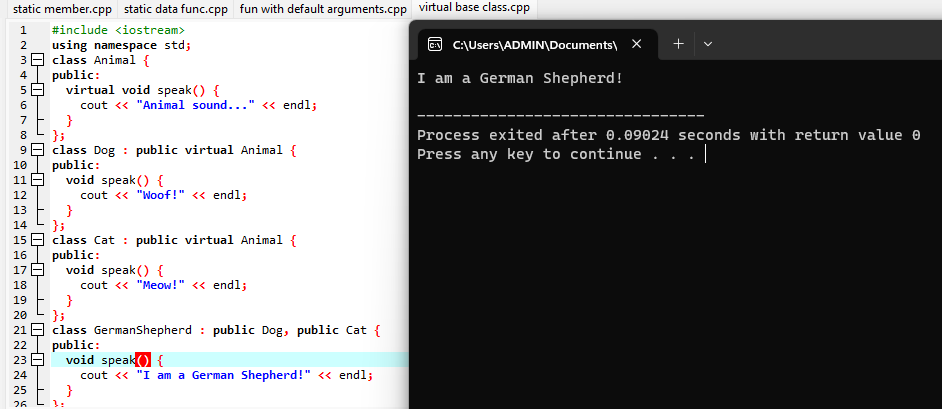 static member.cpp static data func.cpp fun with default arguments.cpp virtual base class.cpp
1 #include <iostream>
2 using namespace std;
3 class Animal {
4 public:
5 virtual void speak() {
6 cout << "Animal sound..." << endl;
7 }
8 };
9 class Dog : public virtual Animal {
10 public:
11 void speak() {
12 cout << "Woof!" << endl;
13 }
14 };
15 class Cat : public virtual Animal {
16 public:
17 void speak() {
18 cout << "Meow!" << endl;
19 }
20 };
21 class GermanShepherd : public Dog, public Cat {
22 public:
23 void speak() {
24 cout << "I am a German Shepherd!" << endl;
25 }
26 };
C:\Users\ADMIN\Documents\
I am a German Shepherd!
--------------------------------
Process exited after 0.09024 seconds with return value 0
Press any key to continue . . .